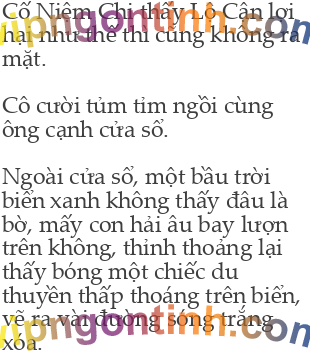 Cố Niệm Chi thấy Lộ Cận lợi
hại như thế thì cũng không ra
mặt.
Cô cười tủm tỉm ngồi cùng
ông cạnh cửa sổ.
Ngoài cửa sổ, một bầu trời
biển xanh không thấy đâu là
bờ, mấy con hải âu bay lượn
trên không, thỉnh thoảng lại
thấy bóng một chiếc du
thuyền thấp thoáng trên biển,
vẽ ra vài đường sóng trắng
xóa.
vipngontinh.com
vipngontinh.com